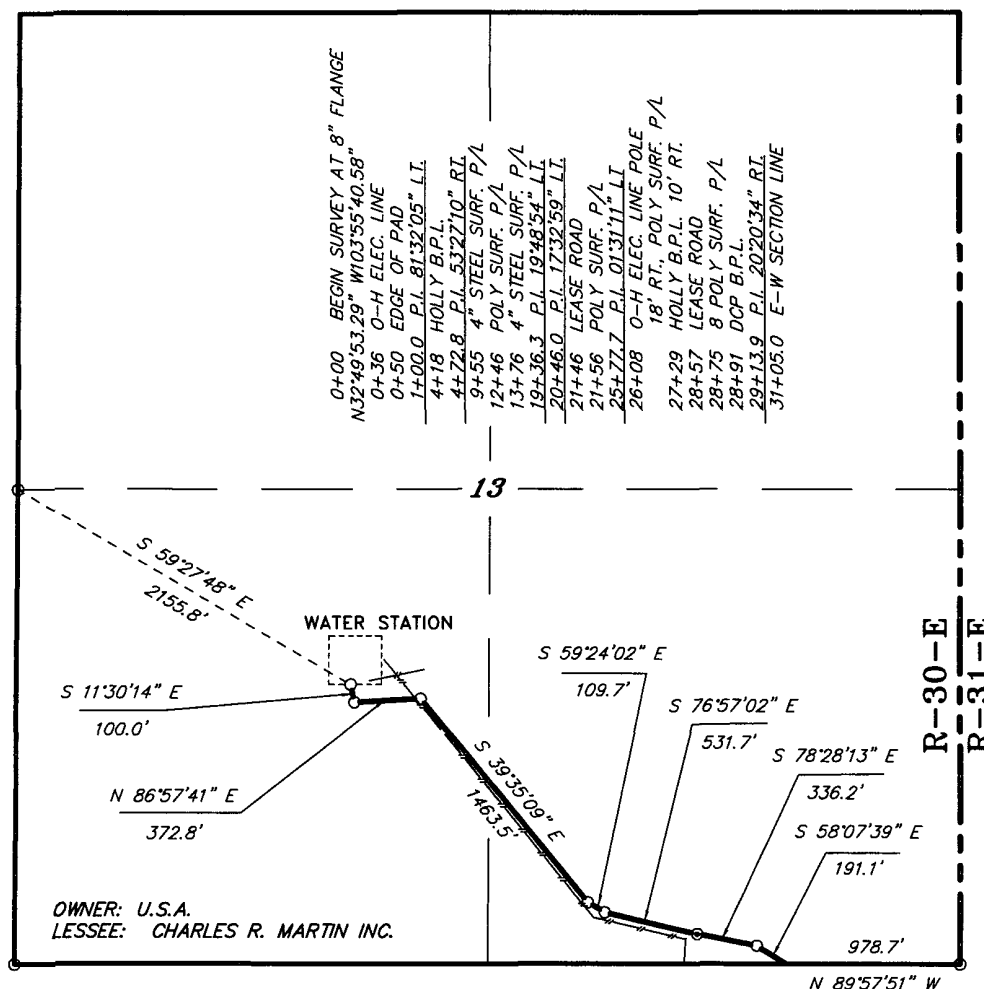 0+00 BEGIN SURVEY AT 8" FLANGE
N32°49'53.29" W103°55'40.58"
0+36 O-H ELEC. LINE
0+50 EDGE OF PAD
1+00.0 P.I. 81°32'05" LT.
4+18 HOLLY B.P.L.
4+72.8 P.I. 53°27'10" RT.
9+55 4" STEEL SURF. P/L
12+46 POLY SURF. P/L
13+76 4" STEEL SURF. P/L
19+36.3 P.I. 19°48'54" LT.
20+46.0 P.I. 17°32'59" LT.
21+46 LEASE ROAD
21+56 POLY SURF. P/L
25+77.7 P.I. 01°31'11" LT
26+08 O-H ELEC. LINE POLE
18' RT., POLY SURF. P/L
27+29 HOLLY B.P.L. 10' RT.
28+57 LEASE ROAD
28+75 8 POLY SURF. P/L
28+91 DCP B.P.L.
29+13.9 P.I. 20°20'34" RT.
31+05.0 E-W SECTION LINE
13
S 59°27'48" E
2155.8'
WATER STATION
S 11°30'14" E
100.0'
N 86°57'41" E
372.8'
S 39°35'09" E
1463.5'
S 59°24'02" E
109.7'
S 76°57'02" E
531.7'
S 78°28'13" E
336.2'
S 58°07'39" E
191.1'
R-30-E
R-31-E
OWNER: U.S.A.
LESSEE: CHARLES R. MARTIN INC.
978.7'
N 89°57'51" W